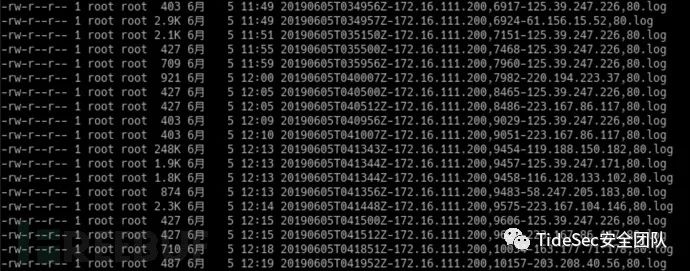 -rw-r--r-- 1 root root  403 6月   5 11:49 20190605T034956Z-172.16.111.200,6917-125.39.247.226,80.log
-rw-r--r-- 1 root root 2.9K 6月   5 11:49 20190605T034956Z-172.16.111.200,6924-61.156.15.52,80.log
-rw-r--r-- 1 root root 2.1K 6月   5 11:51 20190605T035150Z-172.16.111.200,7151-125.39.247.226,80.log
-rw-r--r-- 1 root root  427 6月   5 11:55 20190605T035500Z-172.16.111.200,7468-125.39.247.226,80.log
-rw-r--r-- 1 root root  709 6月   5 11:59 20190605T035956Z-172.16.111.200,7960-125.39.247.226,80.log
-rw-r--r-- 1 root root  921 6月   5 12:00 20190605T040007Z-172.16.111.200,7982-220.194.223.37,80.log
-rw-r--r-- 1 root root  427 6月   5 12:05 20190605T040500Z-172.16.111.200,8465-125.39.247.226,80.log
-rw-r--r-- 1 root root  427 6月   5 12:05 20190605T040512Z-172.16.111.200,8486-223.167.86.117,80.log
-rw-r--r-- 1 root root  403 6月   5 12:09 20190605T040956Z-172.16.111.200,9029-125.39.247.226,80.log
-rw-r--r-- 1 root root  403 6月   5 12:10 20190605T041007Z-172.16.111.200,9051-223.167.86.117,80.log
-rw-r--r-- 1 root root 248K 6月   5 12:13 20190605T041343Z-172.16.111.200,9454-119.188.150.182,80.log
-rw-r--r-- 1 root root 1.9K 6月   5 12:13 20190605T041344Z-172.16.111.200,9457-125.39.247.171,80.log
-rw-r--r-- 1 root root 1.8K 6月   5 12:13 20190605T041344Z-172.16.111.200,9458-116.128.133.102,80.log
-rw-r--r-- 1 root root  874 6月   5 12:13 20190605T041356Z-172.16.111.200,9483-58.247.205.183,80.log
-rw-r--r-- 1 root root 2.3K 6月   5 12:14 20190605T041448Z-172.16.111.200,9575-223.167.104.146,80.log
-rw-r--r-- 1 root root  427 6月   5 12:15 20190605T041500Z-172.16.111.200,9606-125.39.247.226,80.log
-rw-r--r-- 1 root root  427 6月   5 12:15 20190605T041512Z-172.16.111.200
-rw-r--r-- 1 root root  710 6月   5 12:18 20190605T041851Z-172.16.111.200
-rw-r--r-- 1 root root  487 6月   5 12:19 20190605T041952Z-172.16.111.200,10157-203.208.40.56,80.log
TideSec安全团队